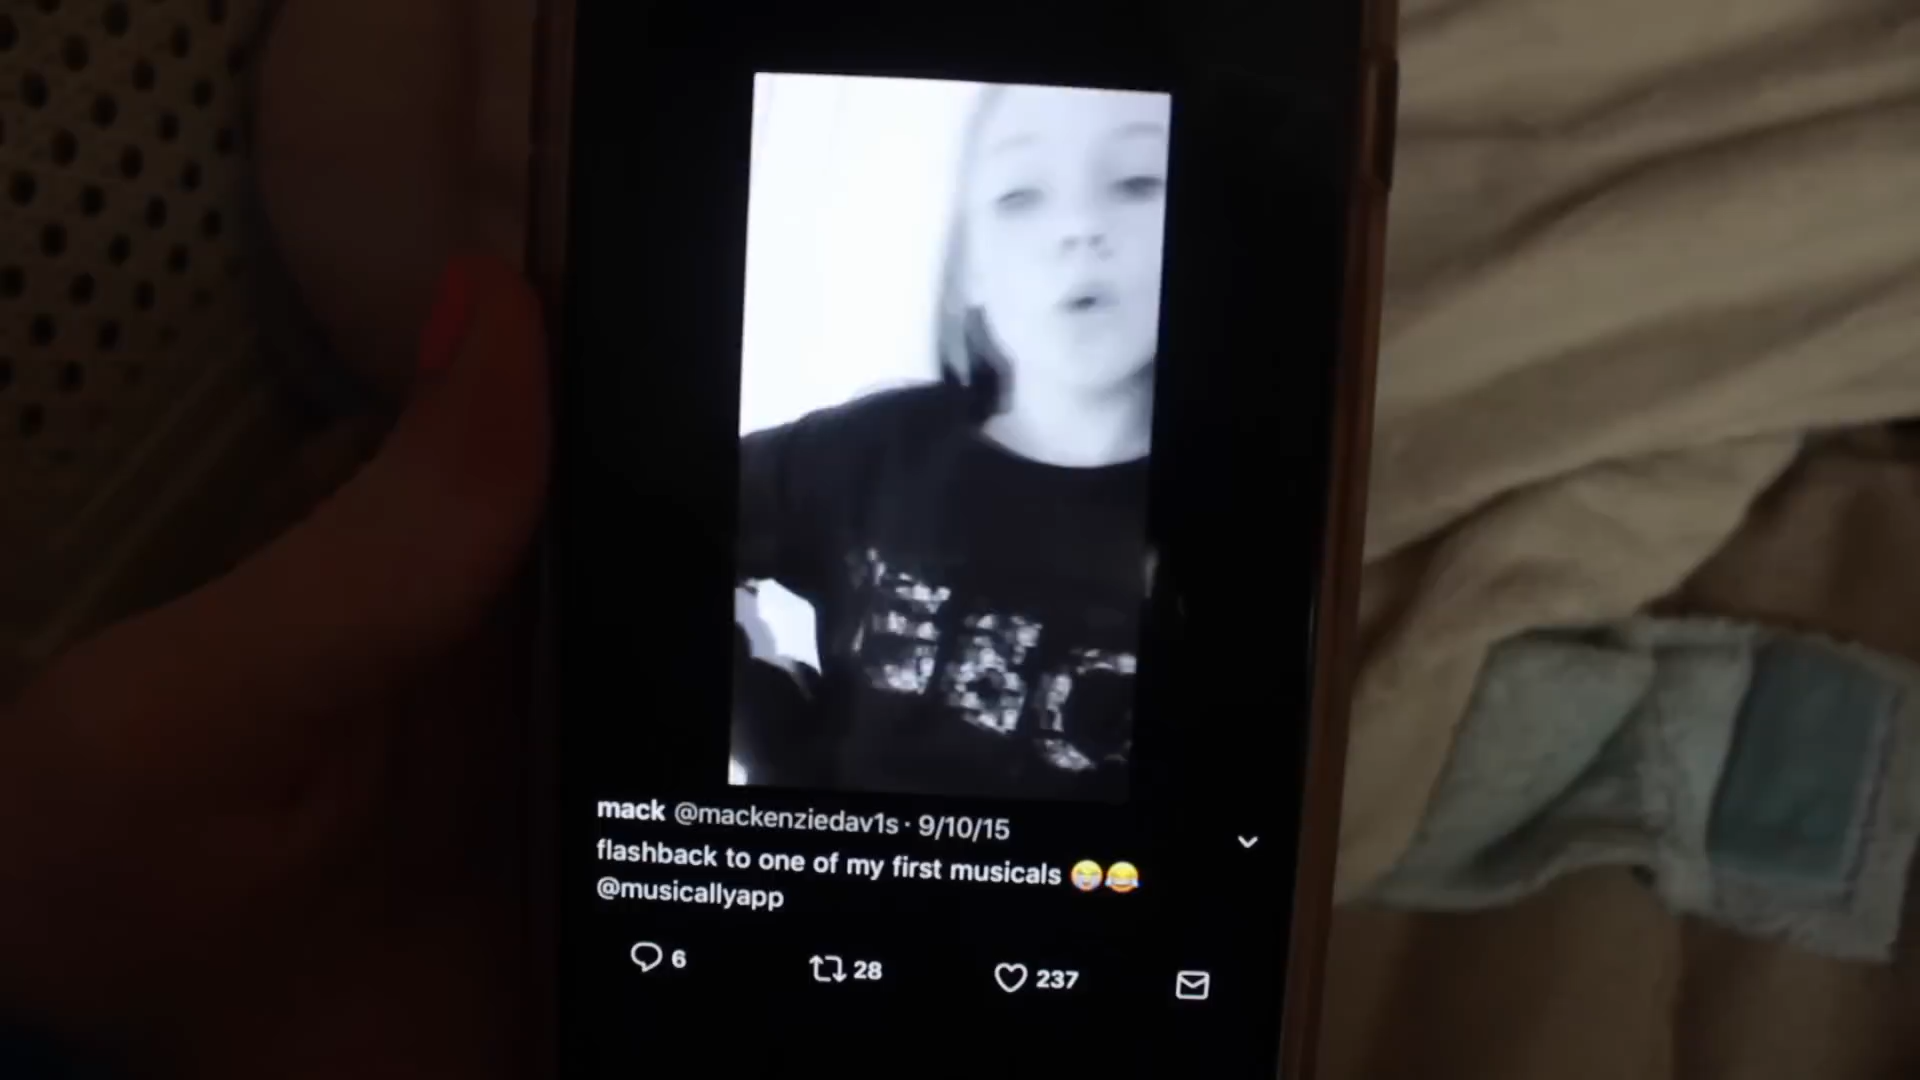 mack @mackenziedav1s · 9/10/15
flashback to one of my first musicals 😭😂
@musicallyapp
6 28 237